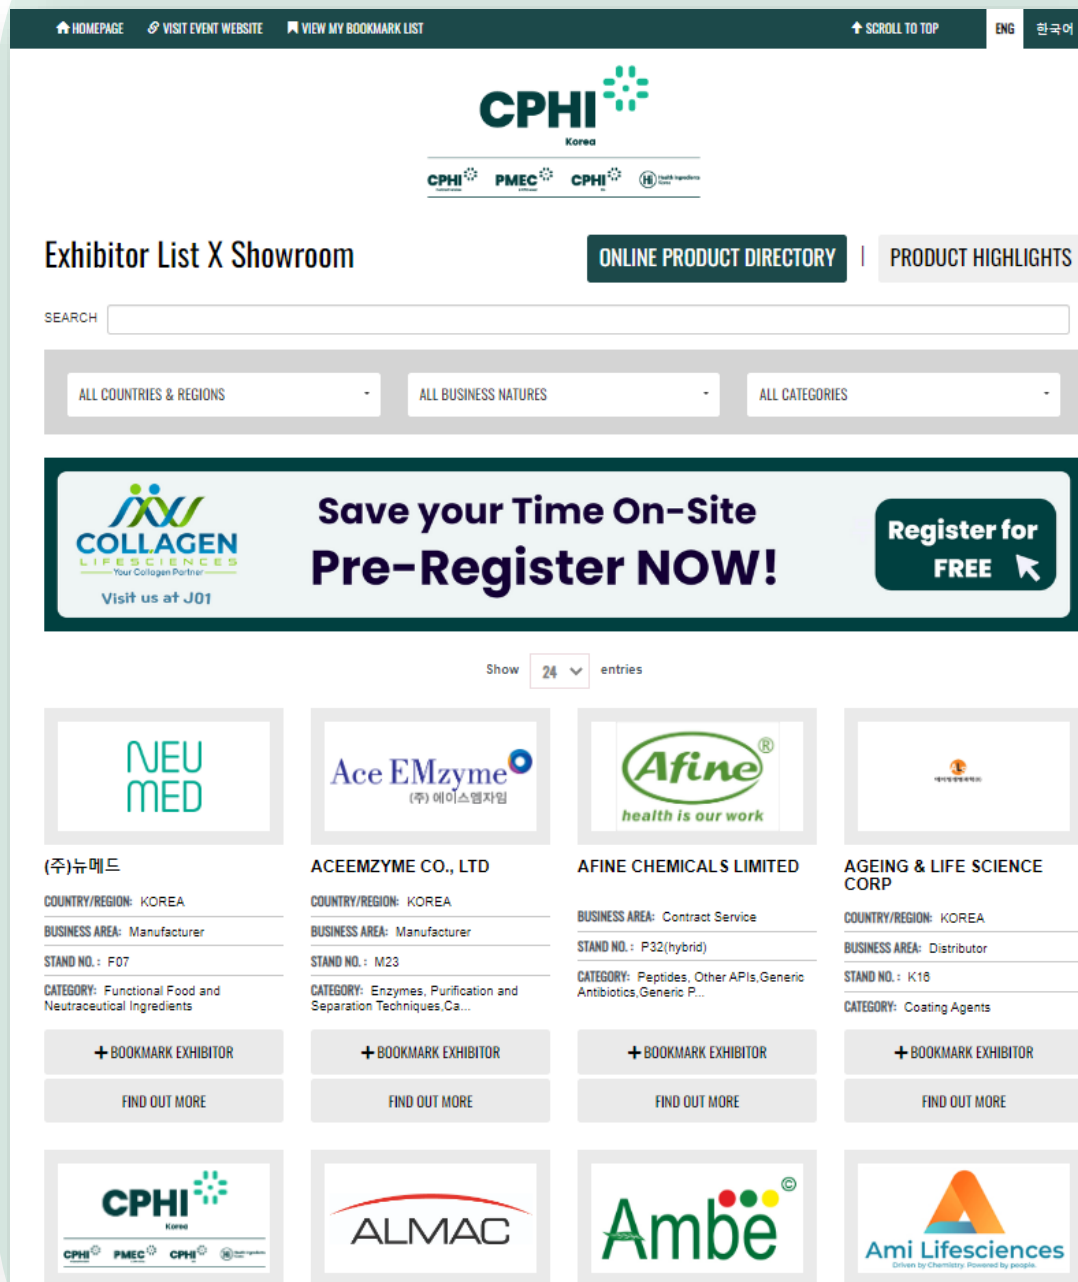 HOMEPAGE VISIT EVENT WEBSITE VIEW MY BOOKMARK LIST SCROLL TO TOP ENG 한국어
CPHI
Korea
CPHI PMEC CPHI Hi
Exhibitor List X Showroom ONLINE PRODUCT DIRECTORY | PRODUCT HIGHLIGHTS
SEARCH
ALL COUNTRIES & REGIONS ALL BUSINESS NATURES ALL CATEGORIES
COLLAGEN
LIFESCIENCES
Your Collagen Partner
Visit us at J01
Save your Time On-Site
Pre-Register NOW!
Register for
FREE
Show 24 entries
NEU
MED
Ace EMzyme
(주) 에이스엠자임
Afine ®
health is our work
(주)뉴메드
COUNTRY/REGION: KOREA
BUSINESS AREA: Manufacturer
STAND NO. : F07
CATEGORY: Functional Food and
Neutraceutical Ingredients
+ BOOKMARK EXHIBITOR
FIND OUT MORE
ACEEMZYME CO., LTD
COUNTRY/REGION: KOREA
BUSINESS AREA: Manufacturer
STAND NO. : M23
CATEGORY: Enzymes, Purification and
Separation Techniques,Ca...
+ BOOKMARK EXHIBITOR
FIND OUT MORE
AFINE CHEMICALS LIMITED
BUSINESS AREA: Contract Service
STAND NO. : P32(hybrid)
CATEGORY: Peptides, Other APIs,Generic
Antibiotics,Generic P...
+ BOOKMARK EXHIBITOR
FIND OUT MORE
AGEING & LIFE SCIENCE
CORP
COUNTRY/REGION: KOREA
BUSINESS AREA: Distributor
STAND NO. : K16
CATEGORY: Coating Agents
+ BOOKMARK EXHIBITOR
FIND OUT MORE
CPHI
Korea
CPHI PMEC CPHI Hi
ALMAC
Ambe ©
Ami Lifesciences
Driven by Chemistry. Powered by people.